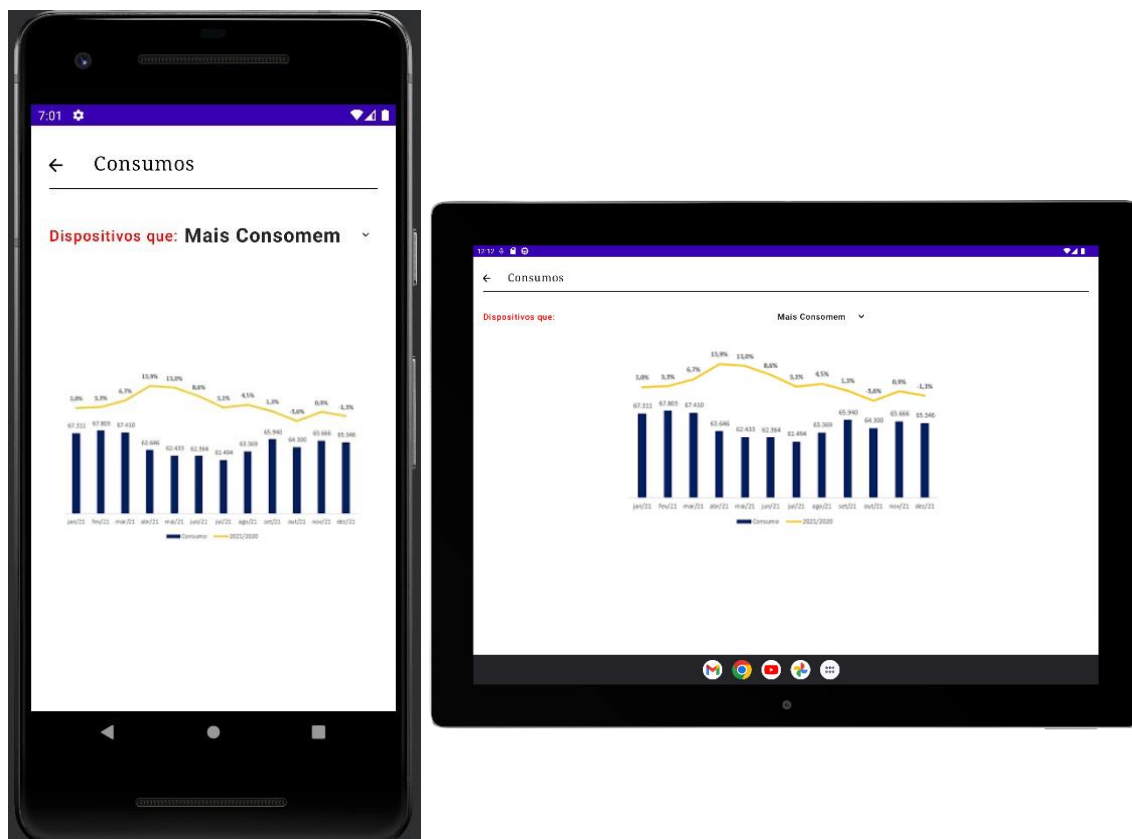 7:01
Consumos
Dispositivos que: Mais Consomem
13,9% 13,0%
6,7% 8,6%
3,0% 3,3% 5,1% 4,5% 1,3% -3,6% 0,9% -1,3%
67.311 67.803 67.410
63.646 62.433 62.364 61.494 63.369 65.940 64.300 65.666 65.346
jan/21 fev/21 mar/21 abr/21 mai/21 jun/21 jul/21 ago/21 set/21 out/21 nov/21 dez/21
Consumo 2021/2020
12:12
Consumos
Dispositivos que: Mais Consomem
13,9% 13,0%
6,7% 8,6%
3,0% 3,3% 5,1% 4,5% 1,3% -3,6% 0,9% -1,3%
67.311 67.803 67.410
63.646 62.433 62.364 61.494 63.369 65.940 64.300 65.666 65.346
jan/21 fev/21 mar/21 abr/21 mai/21 jun/21 jul/21 ago/21 set/21 out/21 nov/21 dez/21
Consumo 2021/2020